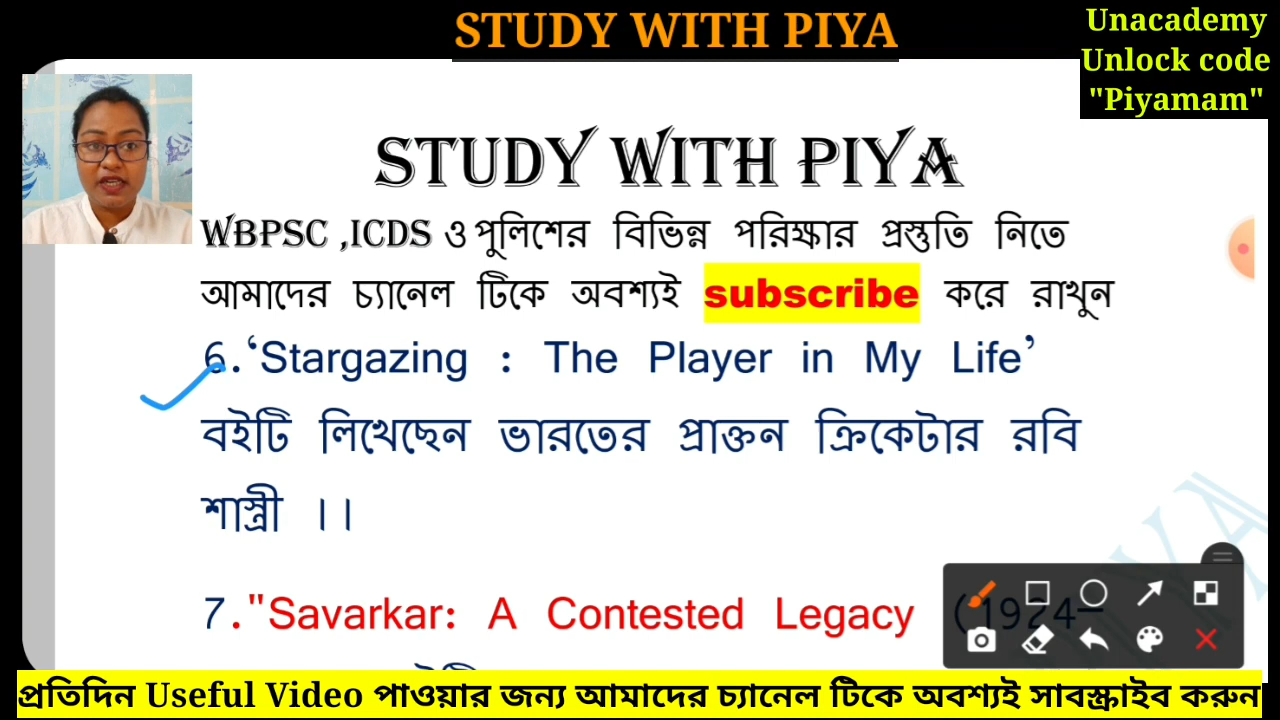 STUDY WITH PIYA
Unacademy
Unlock code
"Piyamam"
STUDY WITH PIYA
WBPSC ,ICDS ও পুলিশের বিভিন্ন পরিক্ষার প্রস্তুতি নিতে
আমাদের চ্যানেল টিকে অবশ্যই subscribe করে রাখুন
6.‘Stargazing : The Player in My Life’
বইটি লিখেছেন ভারতের প্রাক্তন ক্রিকেটার রবি
শাস্ত্রী ।।
7."Savarkar: A Contested Legacy (1924–
প্রতিদিন Useful Video পাওয়ার জন্য আমাদের চ্যানেল টিকে অবশ্যই সাবস্ক্রাইব করুন